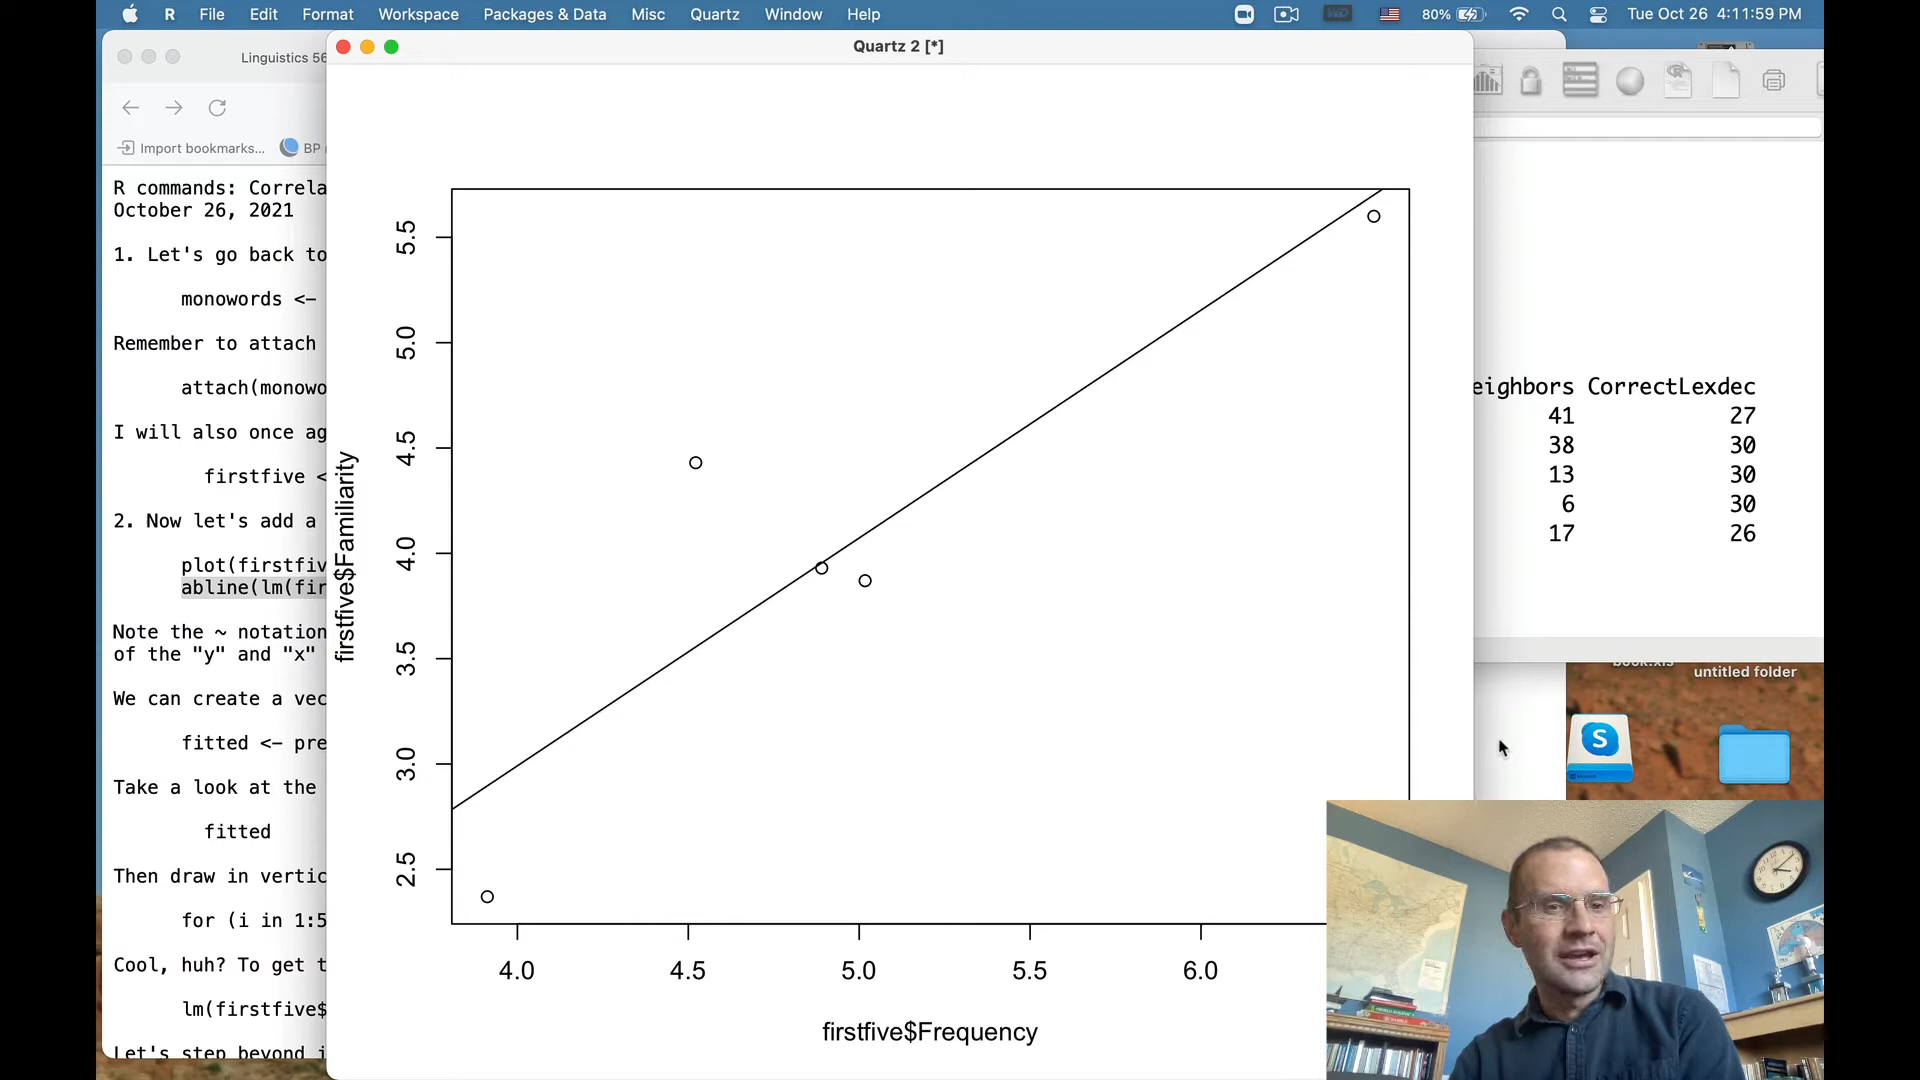 R File Edit Format Workspace Packages & Data Misc Quartz Window Help 80% Tue Oct 26 4:11:59 PM
Quartz 2 [*]
Linguistics 56
Import bookmarks... BP
R commands: Correla
October 26, 2021
1. Let's go back to
monowords <-
Remember to attach
attach(monowo
I will also once ag
firstfive <
2. Now let's add a
plot(firstfiv
abline(lm(fir
Note the ~ notation
of the "y" and "x"
We can create a vec
fitted <- pre
Take a look at the
fitted
Then draw in vertic
for (i in 1:5
Cool, huh? To get t
lm(firstfive$
Let's step beyond i
firstfive$Familiarity
5.5
5.0
4.5
4.0
3.5
3.0
2.5
4.0 4.5 5.0 5.5 6.0
firstfive$Frequency
eighbors CorrectLexdec
41 27
38 30
13 30
6 30
17 26
book.xls
untitled folder
S